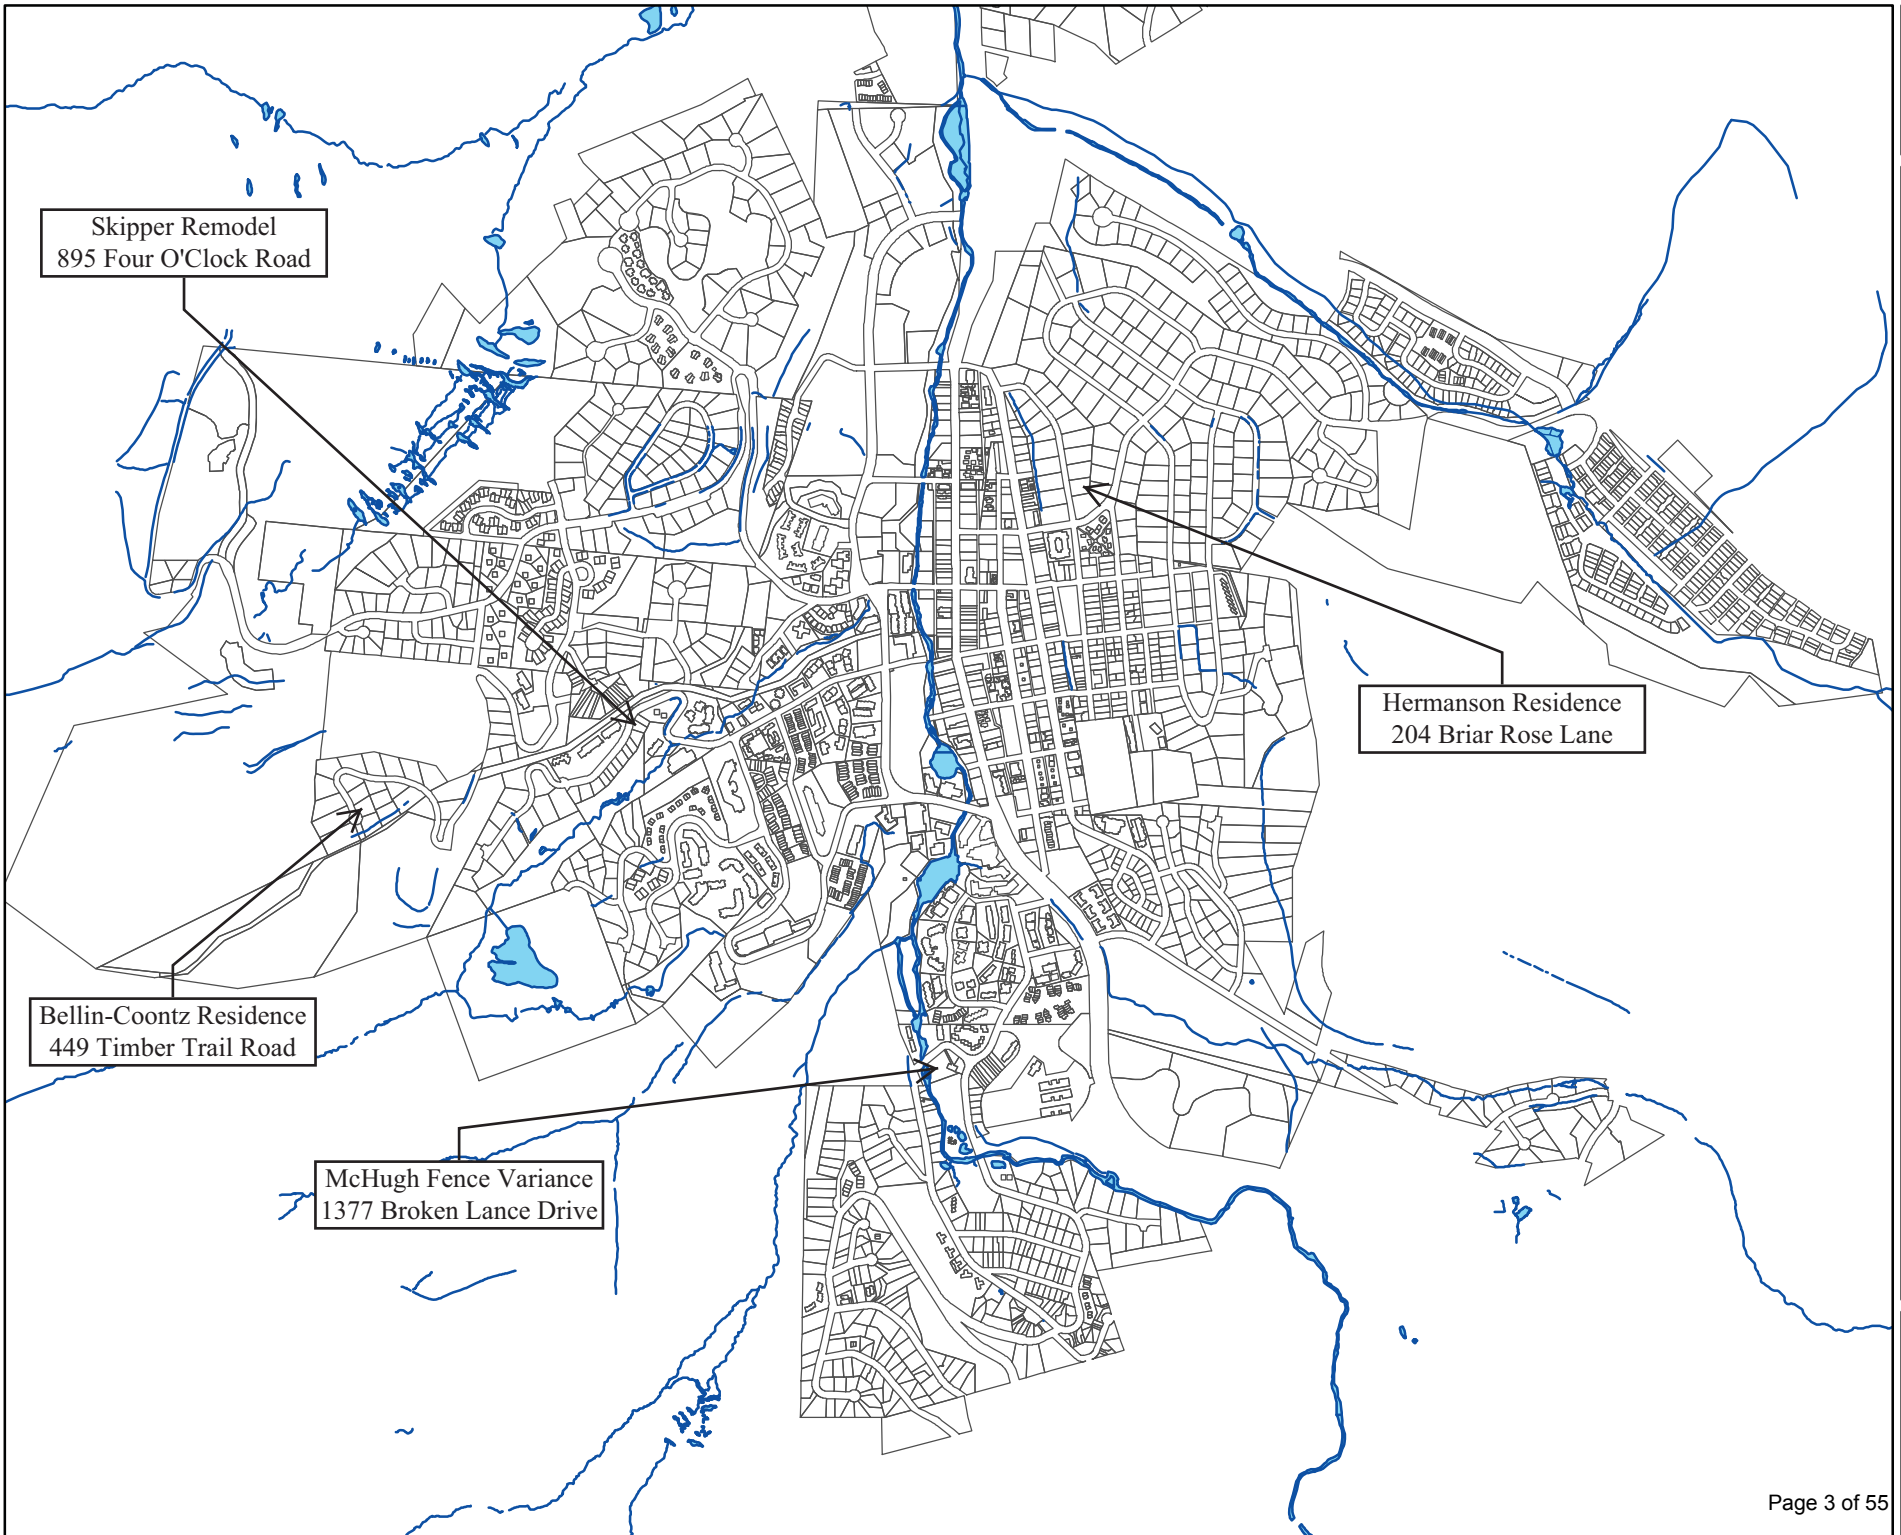 Skipper Remodel
895 Four O'Clock Road
Hermanson Residence
204 Briar Rose Lane
Bellin-Coontz Residence
449 Timber Trail Road
McHugh Fence Variance
1377 Broken Lance Drive
Page 3 of 55